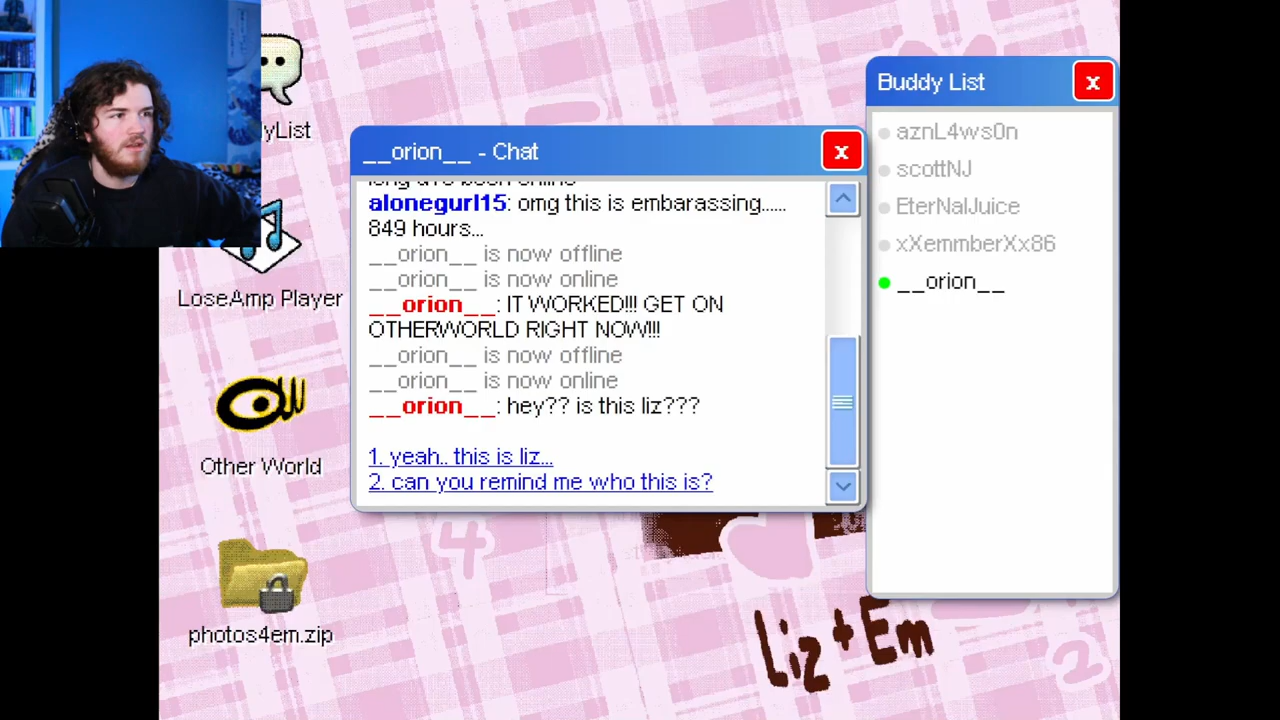 yList
LoseAmp Player
Other World
photos4em.zip
__orion__ - Chat
alonegurl15: omg this is embarassing......
849 hours...
__orion__ is now offline
__orion__ is now online
__orion__: IT WORKED!!! GET ON
OTHERWORLD RIGHT NOW!!!
__orion__ is now offline
__orion__ is now online
__orion__: hey?? is this liz???
1. yeah.. this is liz...
2. can you remind me who this is?
Buddy List
aznL4ws0n
scottNJ
EterNalJuice
xXemmberXx86
__orion__
4
Liz + Em
2